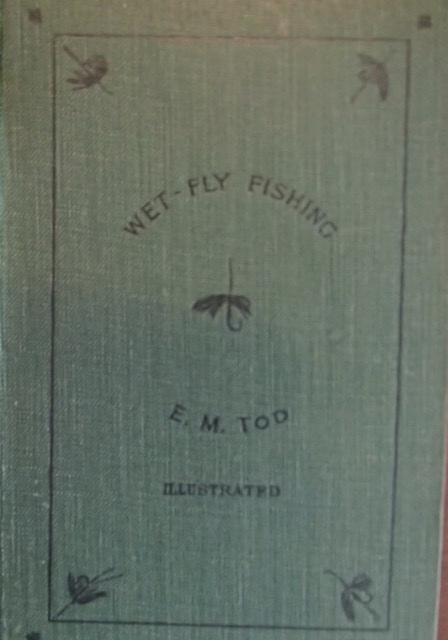 WET-FLY FISHING
E. M. TOD
ILLUSTRATED